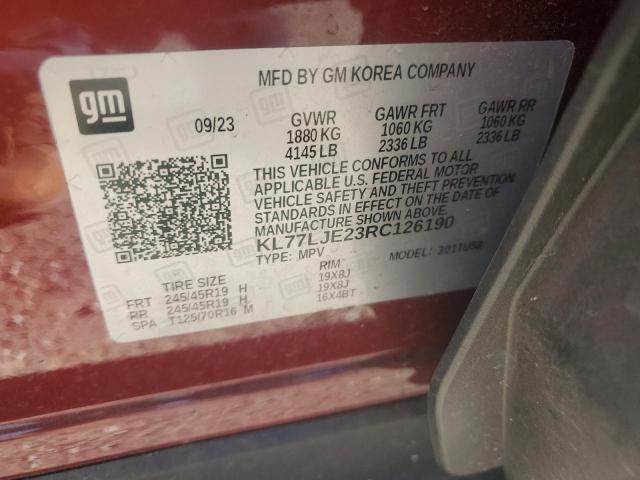 gm
MFD BY GM KOREA COMPANY
09/23 GVWR GAWR FRT GAWR RR
1880 KG 1060 KG 1060 KG
4145 LB 2336 LB 2336 LB
THIS VEHICLE CONFORMS TO ALL
APPLICABLE U.S. FEDERAL MOTOR
VEHICLE SAFETY AND THEFT PREVENTION
STANDARDS IN EFFECT ON THE DATE OF
MANUFACTURE SHOWN ABOVE.
KL77LJE23RC126190
TYPE: MPV MODEL: 301TUSB
TIRE SIZE RIM
FRT 245/45R19 H 19X8J
RR 245/45R19 H 19X8J
SPA T125/70R16 M 16X4BT